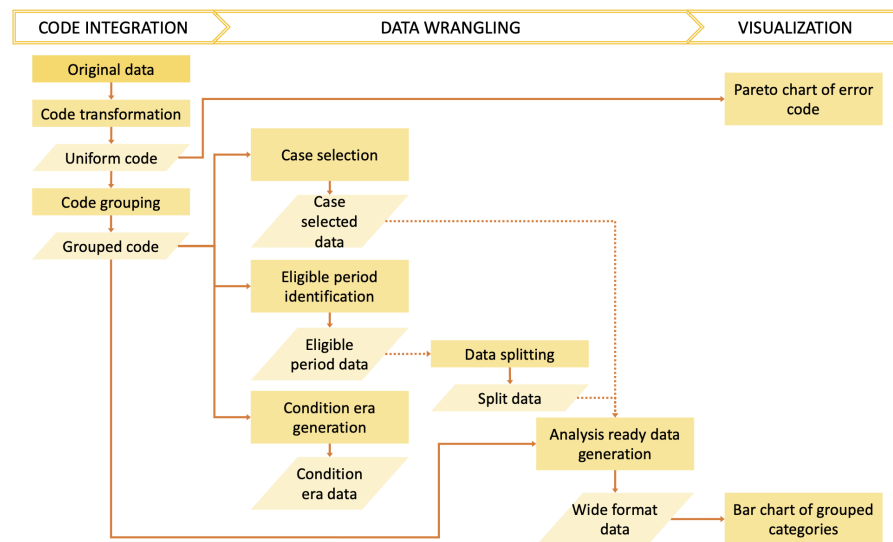 CODE INTEGRATION
DATA WRANGLING
VISUALIZATION
Original data
Code transformation
Uniform code
Code grouping
Grouped code
Case selection
Case
selected
data
Eligible period
identification
Eligible
period data
Condition era
generation
Condition
era data
Data splitting
Split data
Analysis ready data
generation
Wide format
data
Pareto chart of error
code
Bar chart of grouped
categories